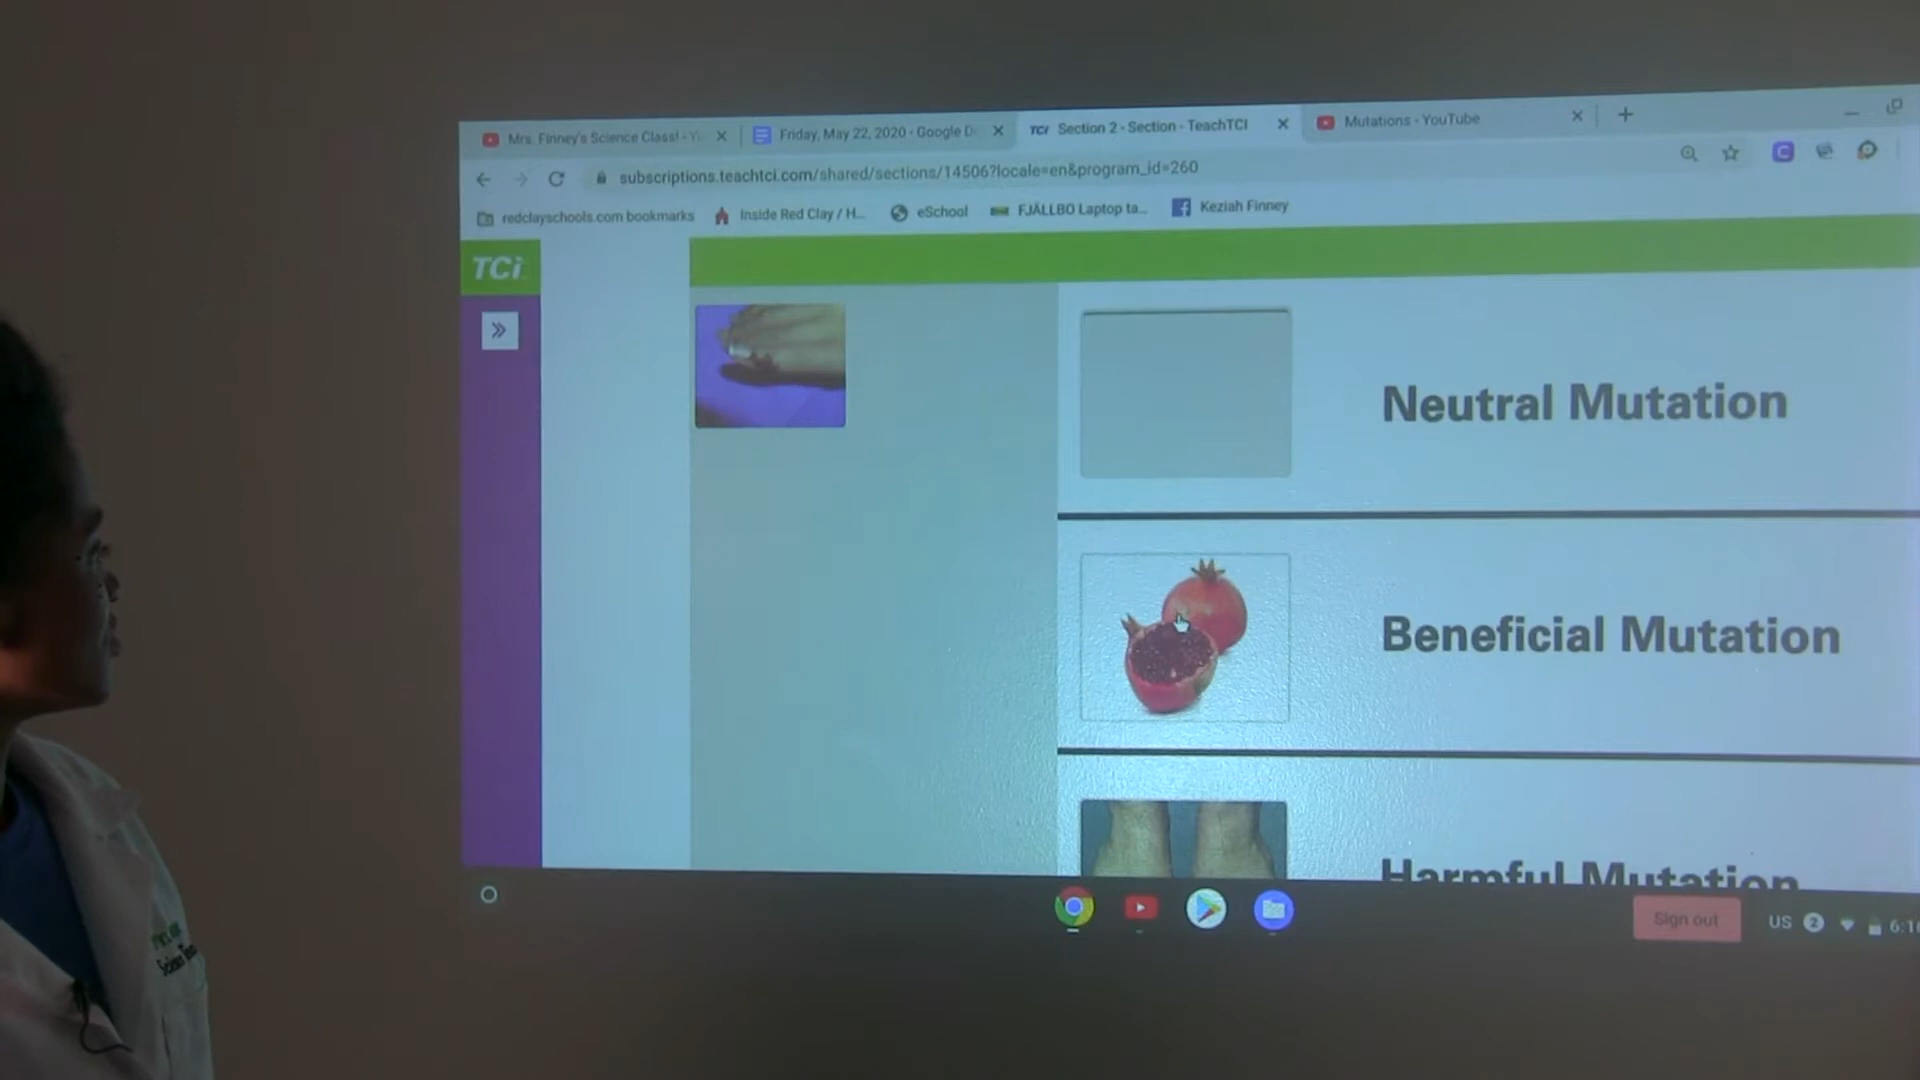 Mrs. Finney's Science Class! - Y
Friday, May 22, 2020 - Google D
TCi Section 2 - Section - TeachTCI
Mutations - YouTube
subscriptions.teachtci.com/shared/sections/14506?locale=en&program_id=260
redclayschools.com bookmarks
Inside Red Clay / H...
eSchool
FJÄLLBO Laptop ta...
Keziah Finney
TCi
Neutral Mutation
Beneficial Mutation
Harmful Mutation
Sign out
US
2